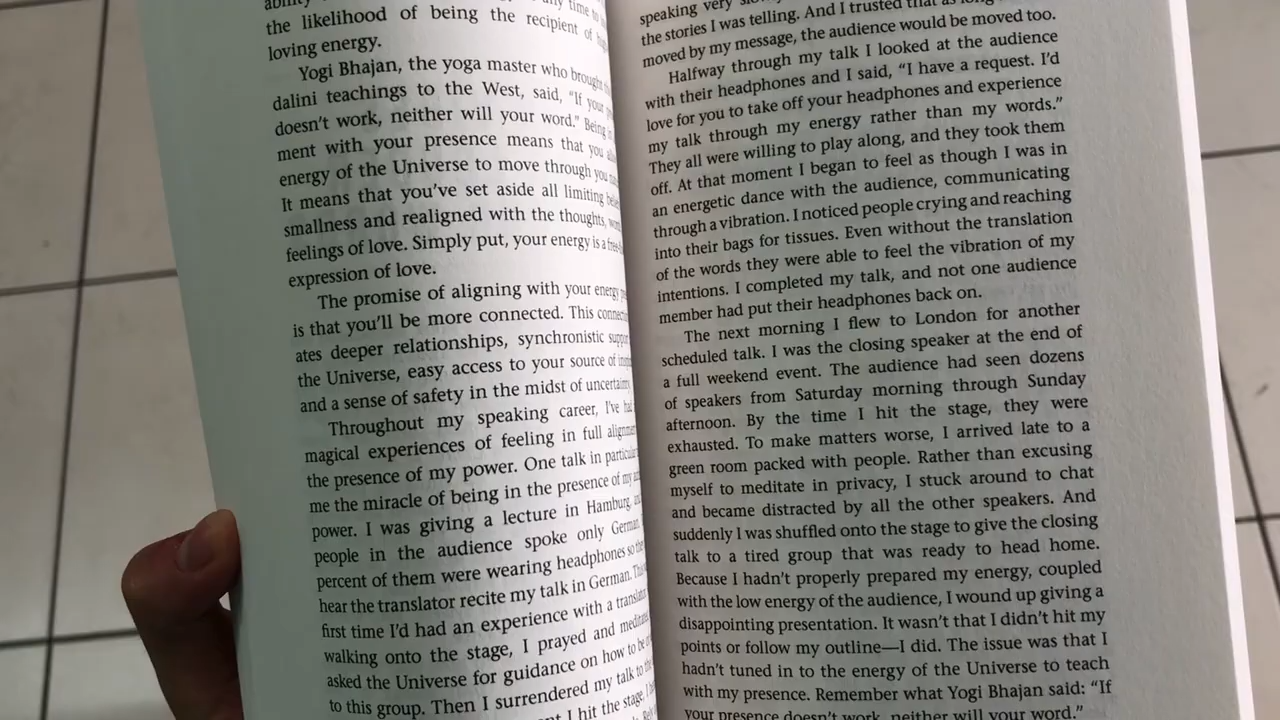 the likelihood of being the recipient of
loving energy.
Yogi Bhajan, the yoga master who brought
dalini teachings to the West, said, “If your
doesn’t work, neither will your word.” Being
ment with your presence means that you
energy of the Universe to move through you
It means that you’ve set aside all limiting
smallness and realigned with the thoughts,
feelings of love. Simply put, your energy is a
expression of love.
The promise of aligning with your energy
is that you’ll be more connected. This
ates deeper relationships, synchronistic
the Universe, easy access to your source of
and a sense of safety in the midst of
Throughout my speaking career, I’ve had
magical experiences of feeling in full
the presence of my power. One talk in
me the miracle of being in the presence of my
power. I was giving a lecture in Hamburg,
people in the audience spoke only
percent of them were wearing headphones so
hear the translator recite my talk in German.
first time I’d had an experience with a
walking onto the stage, I prayed and
asked the Universe for guidance on how to be
to this group. Then I surrendered my talk to
I hit the stage,
speaking very
the stories I was telling. And I trusted that as long
moved by my message, the audience would be moved too.
Halfway through my talk I looked at the audience
with their headphones and I said, “I have a request. I’d
love for you to take off your headphones and experience
my talk through my energy rather than my words.”
They all were willing to play along, and they took them
off. At that moment I began to feel as though I was in
an energetic dance with the audience, communicating
through a vibration. I noticed people crying and reaching
into their bags for tissues. Even without the translation
of the words they were able to feel the vibration of my
intentions. I completed my talk, and not one audience
member had put their headphones back on.
The next morning I flew to London for another
scheduled talk. I was the closing speaker at the end of
a full weekend event. The audience had seen dozens
of speakers from Saturday morning through Sunday
afternoon. By the time I hit the stage, they were
exhausted. To make matters worse, I arrived late to a
green room packed with people. Rather than excusing
myself to meditate in privacy, I stuck around to chat
and became distracted by all the other speakers. And
suddenly I was shuffled onto the stage to give the closing
talk to a tired group that was ready to head home.
Because I hadn’t properly prepared my energy, coupled
with the low energy of the audience, I wound up giving a
disappointing presentation. It wasn’t that I didn’t hit my
points or follow my outline—I did. The issue was that I
hadn’t tuned in to the energy of the Universe to teach
with my presence. Remember what Yogi Bhajan said: “If
your presence doesn’t work, neither will your word.”